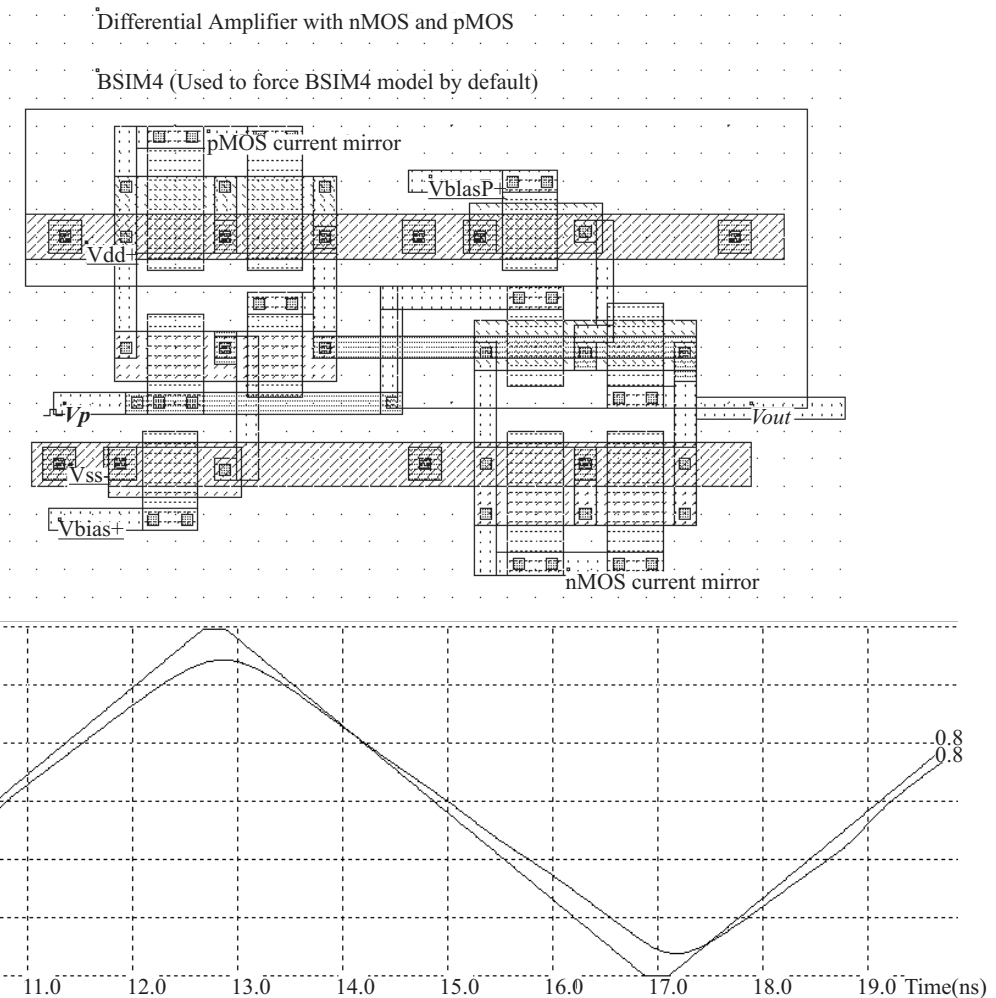 Differential Amplifier with nMOS and pMOS
BSIM4 (Used to force BSIM4 model by default)
pMOS current mirror
VblasP+
Vdd+
Vp
Vout
Vss-
Vbias+
nMOS current mirror
0.8
0.8
11.0 12.0 13.0 14.0 15.0 16.0 17.0 18.0 19.0 Time(ns)